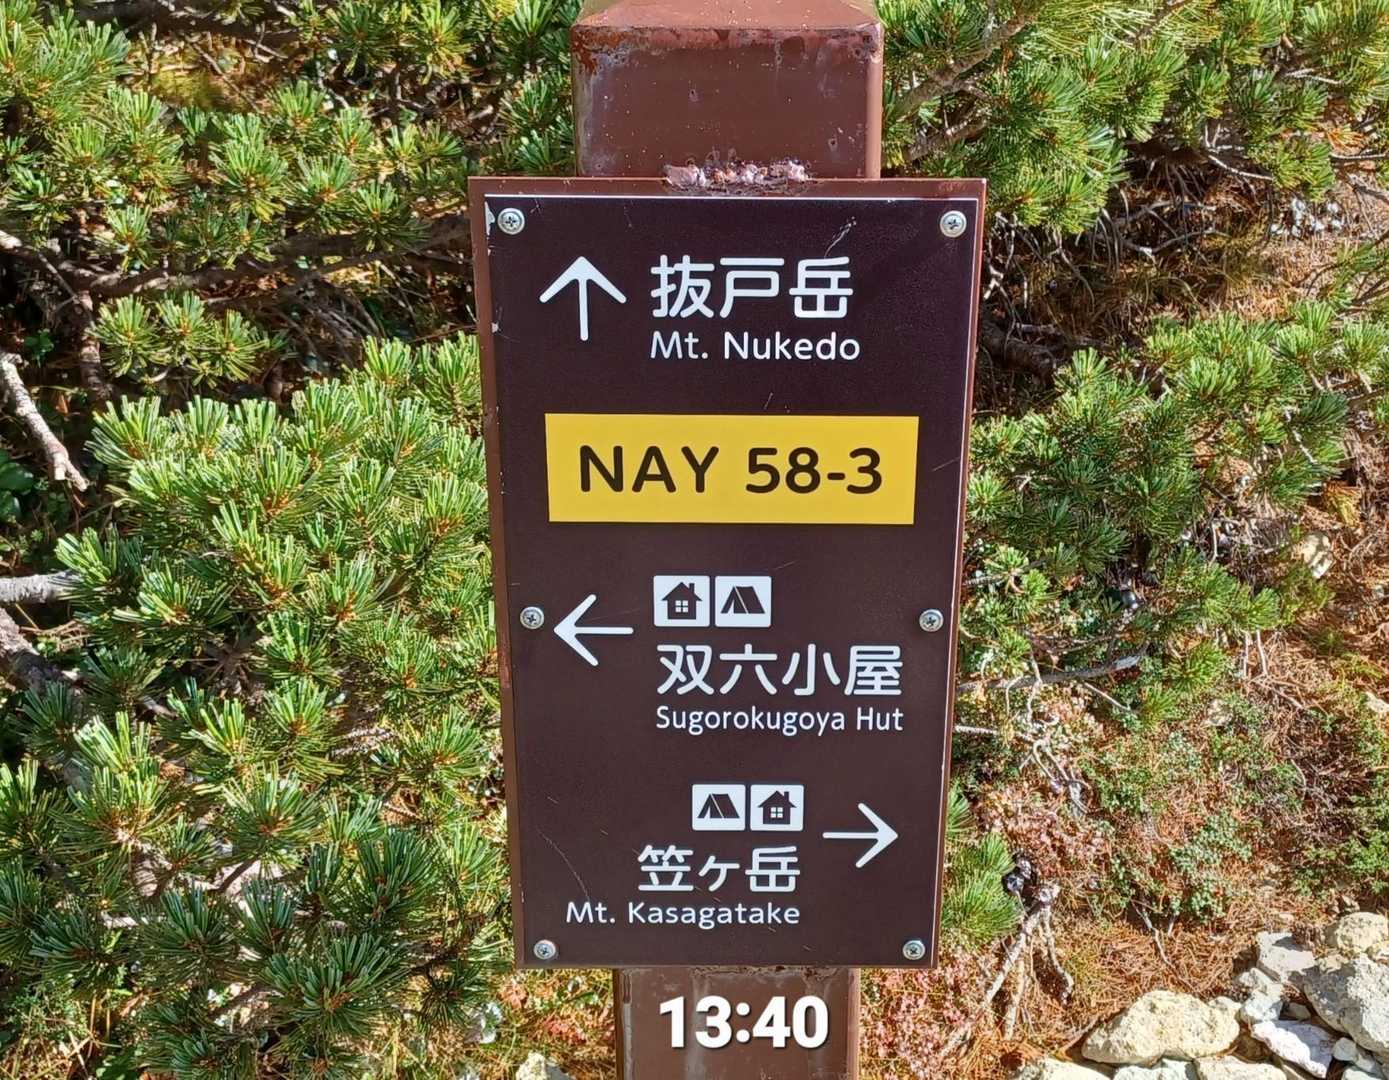 抜戸岳
Mt. Nukedo
NAY 58-3
双六小屋
Sugorokugoya Hut
笠ヶ岳
Mt. Kasagatake
13:40